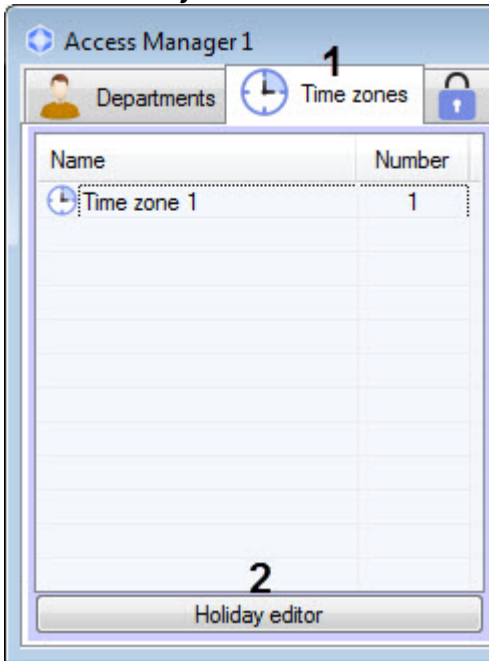 Access Manager 1
1
Departments Time zones
Name Number
Time zone 1 1
2
Holiday editor